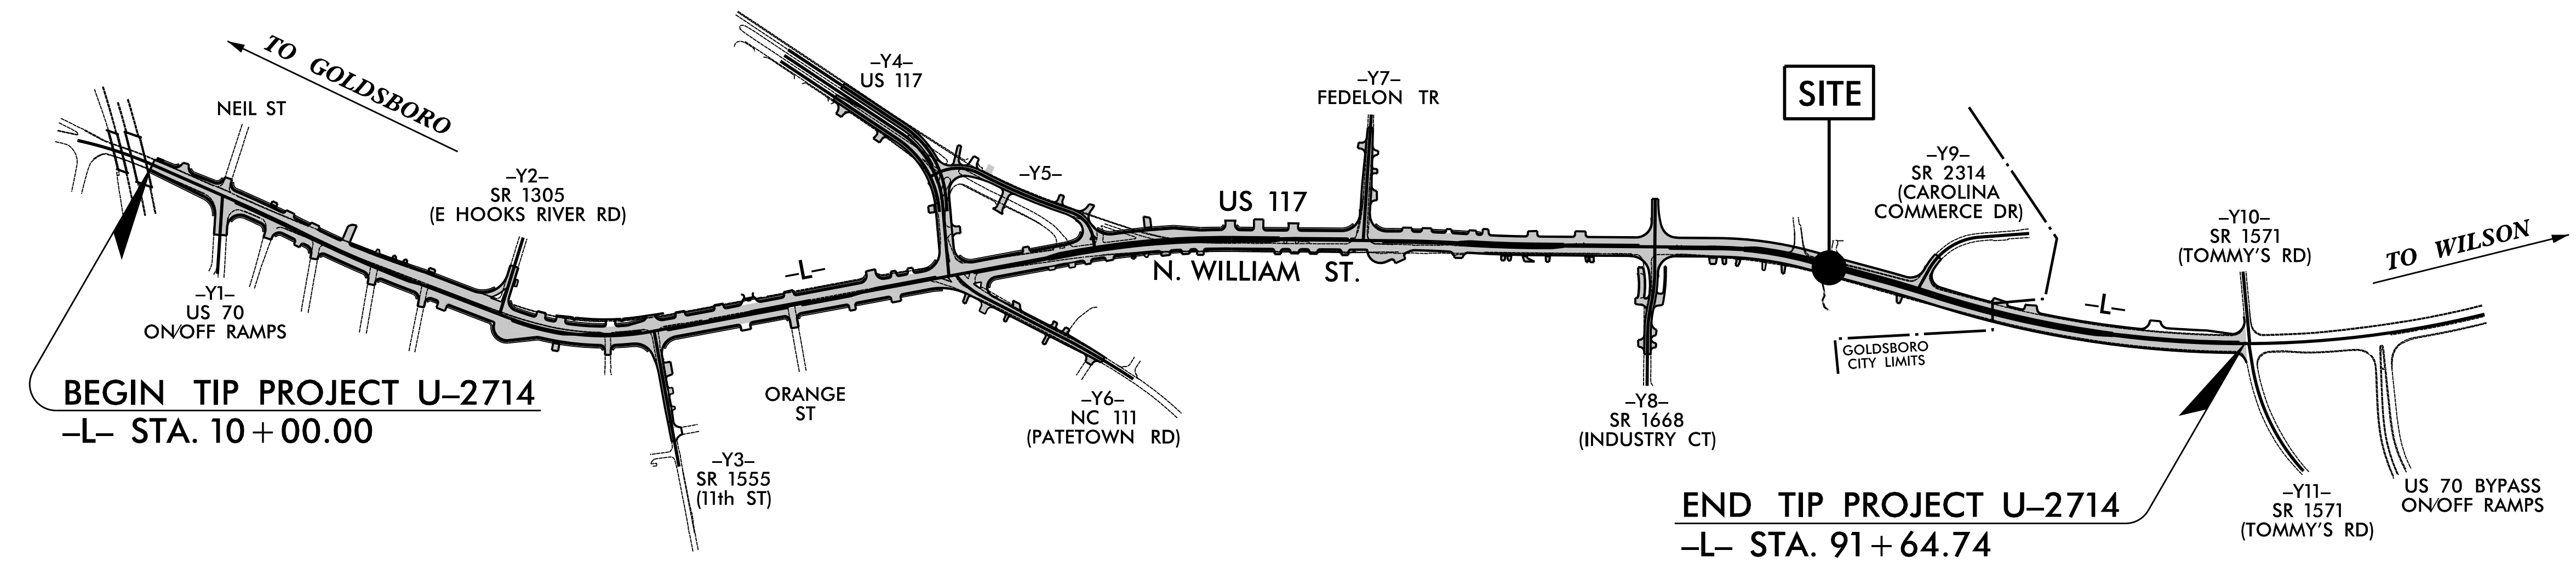 TO GOLDSBORO
NEIL ST
–Y1–
US 70
ON/OFF RAMPS
–Y2–
SR 1305
(E HOOKS RIVER RD)
BEGIN TIP PROJECT U–2714
–L– STA. 10+00.00
–Y3–
SR 1555
(11th ST)
–L–
ORANGE
ST
–Y4–
US 117
–Y5–
–Y6–
NC 111
(PATETOWN RD)
US 117
N. WILLIAM ST.
–Y7–
FEDELON TR
–Y8–
SR 1668
(INDUSTRY CT)
SITE
–Y9–
SR 2314
(CAROLINA
COMMERCE DR)
GOLDSBORO
CITY LIMITS
–L–
–Y10–
SR 1571
(TOMMY'S RD)
TO WILSON
END TIP PROJECT U–2714
–L– STA. 91+64.74
–Y11–
SR 1571
(TOMMY'S RD)
US 70 BYPASS
ON/OFF RAMPS